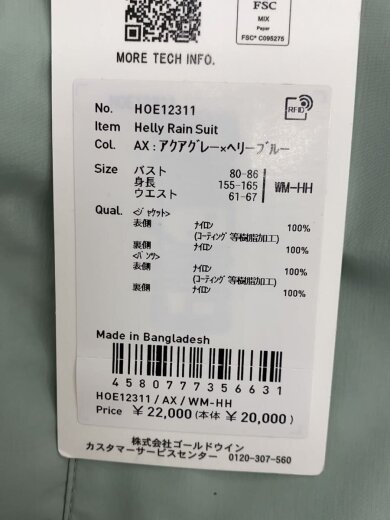 FSC
MIX
Paper
FSC® C095275
MORE TECH INFO.
No. HOE12311
RFID
Item Helly Rain Suit
Col. AX : アクアグレー×ヘリーブルー
Size バスト 80-86
身長 155-165 WM-HH
ウエスト 61-67
Qual. <ジャケット>
表側 ナイロン 100%
(コーティング等樹脂加工)
裏側 ナイロン 100%
<パンツ>
表側 ナイロン 100%
(コーティング等樹脂加工)
裏側 ナイロン 100%
Made in Bangladesh
4580777356631
HOE12311 / AX / WM-HH
Price ¥ 22,000 (本体 ¥ 20,000)
株式会社ゴールドウイン
カスタマーサービスセンター 0120-307-560